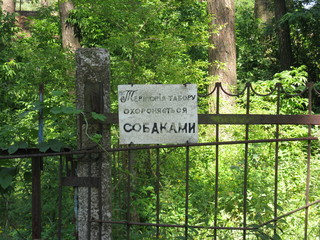 Територія табору
охороняється
СОБАКАМИ